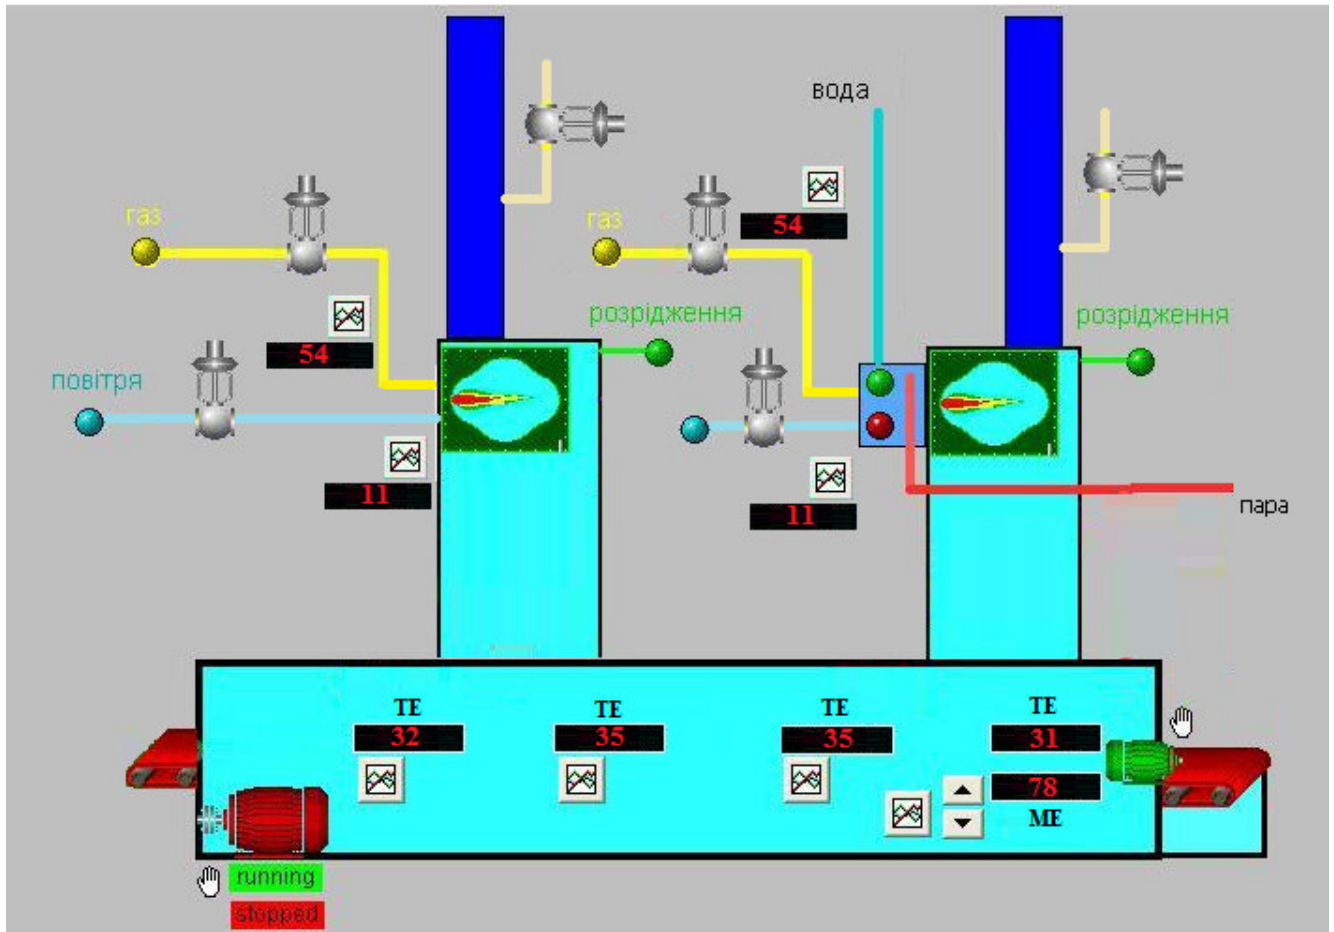 вода
газ
газ
54
розрідження
розрідження
54
повітря
11
11
пара
TE
TE
TE
TE
32
35
35
31
78
ME
running
stopped